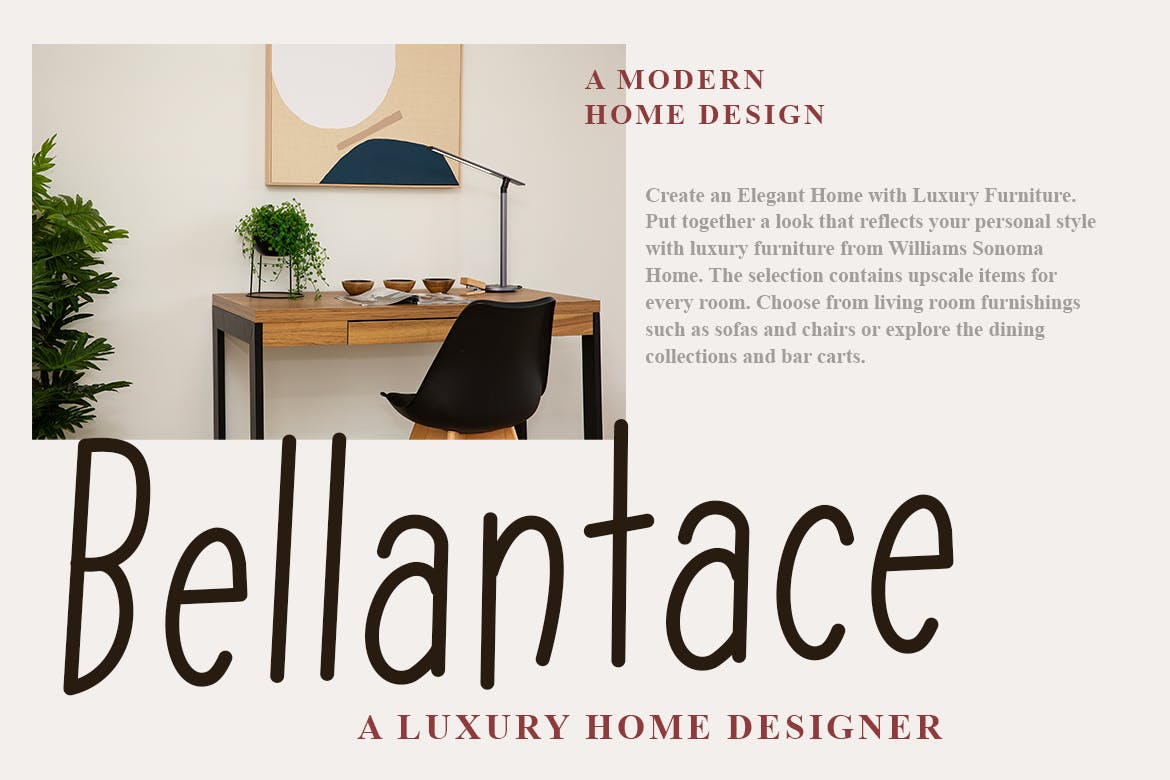 A MODERN
HOME DESIGN
Create an Elegant Home with Luxury Furniture.
Put together a look that reflects your personal style
with luxury furniture from Williams Sonoma
Home. The selection contains upscale items for
every room. Choose from living room furnishings
such as sofas and chairs or explore the dining
collections and bar carts.
Bellantace
A LUXURY HOME DESIGNER